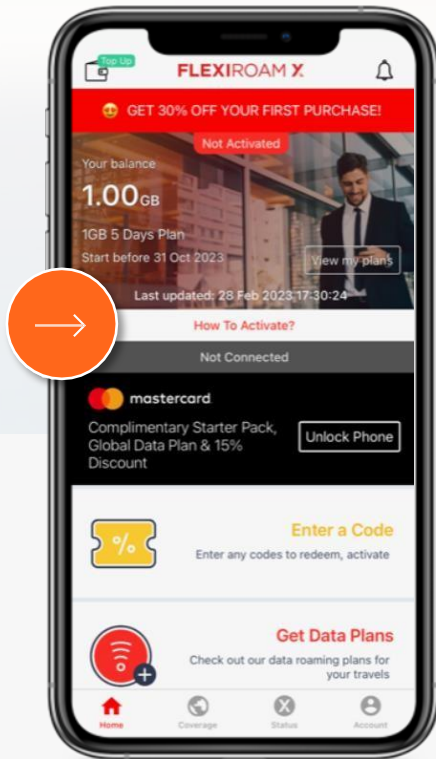 Top Up
FLEXIROAM X
GET 30% OFF YOUR FIRST PURCHASE!
Not Activated
Your balance
1.00GB
1GB 5 Days Plan
Start before 31 Oct 2023
View my plans
Last updated: 28 Feb 2023 17:30:24
How To Activate?
Not Connected
mastercard
Complimentary Starter Pack,
Global Data Plan & 15%
Discount
Unlock Phone
%
Enter a Code
Enter any codes to redeem, activate
Get Data Plans
Check out our data roaming plans for
your travels
Home
Coverage
Status
Account